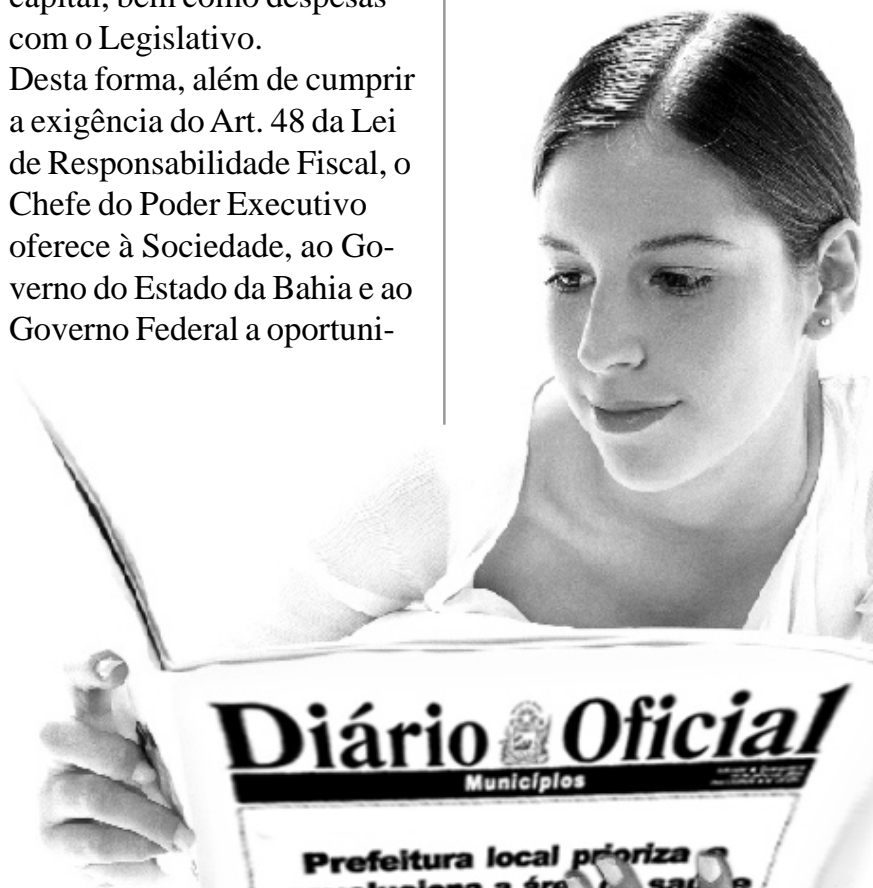 capital, bem como despesas
com o Legislativo.
Desta forma, além de cumprir
a exigência do Art. 48 da Lei
de Responsabilidade Fiscal, o
Chefe do Poder Executivo
oferece à Sociedade, ao Go-
verno do Estado da Bahia e ao
Governo Federal a oportuni-
Diário Oficial
Municípios
Prefeitura local prioriza
a